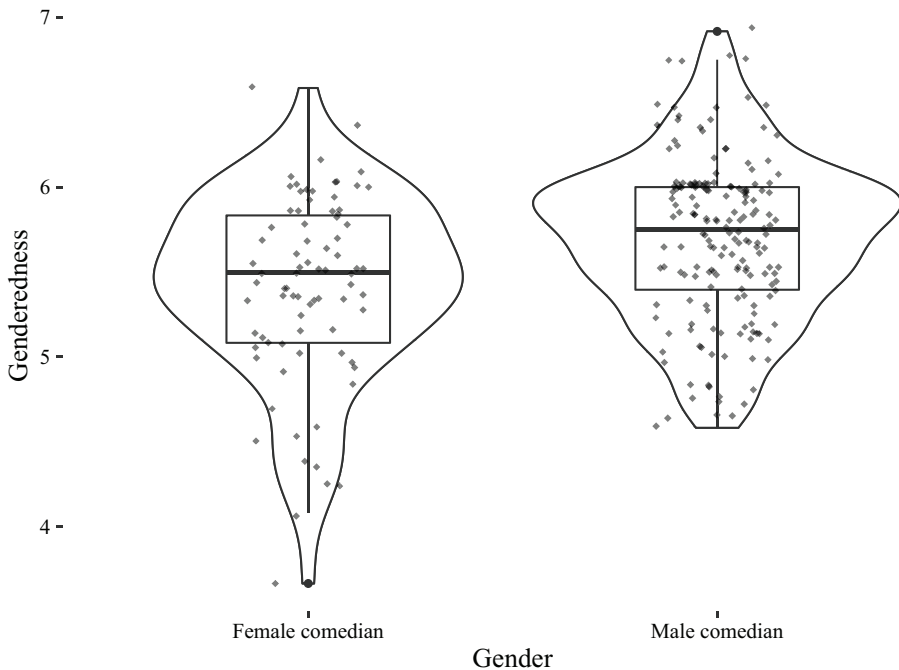 7
6
5
4
Genderedness
Female comedian
Male comedian
Gender